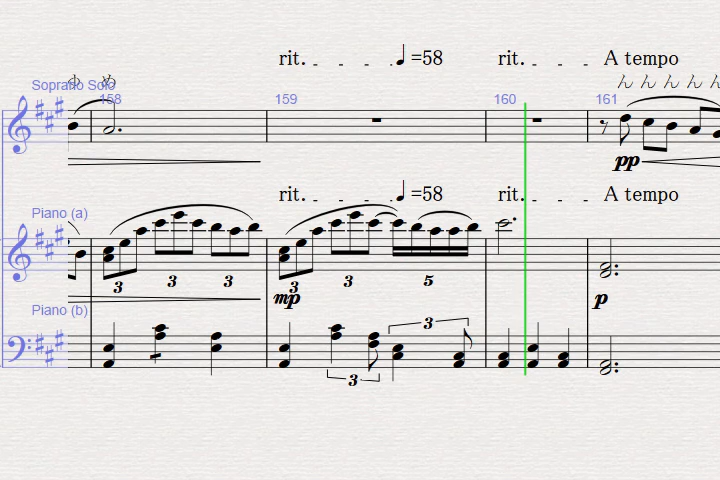 rit. ♩=58 rit. A tempo
ゆ め ん ん ん ん ん
Soprano Solo
158 159 160 161
pp
rit. ♩=58 rit. A tempo
Piano (a)
3 3 3 3 3 5
mp p
Piano (b)
3
3